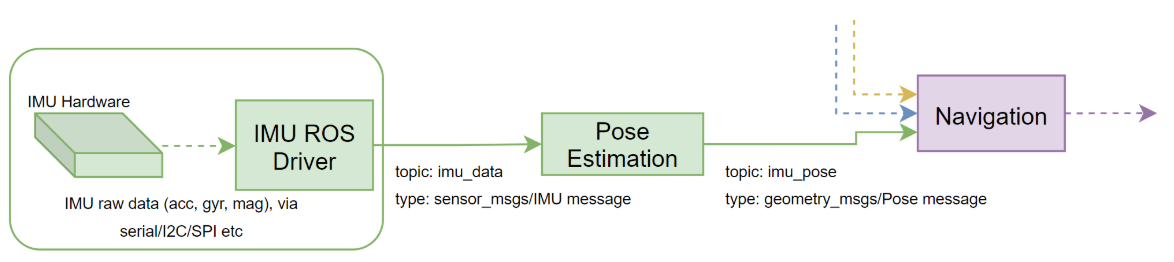 IMU Hardware
IMU ROS
Driver
IMU raw data (acc, gyr, mag), via
serial/I2C/SPI etc
topic: imu_data
type: sensor_msgs/IMU message
Pose
Estimation
topic: imu_pose
type: geometry_msgs/Pose message
Navigation